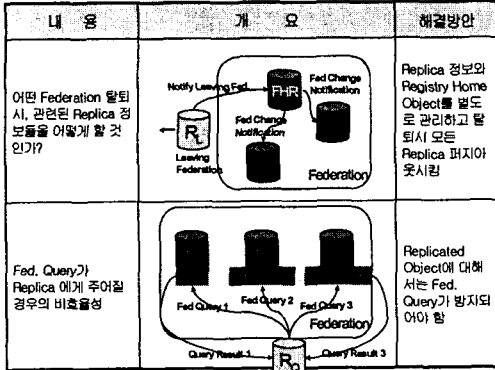 내 용
개 요
해결방안
어떤 Federation 탈퇴
시, 관련된 Replica 정
보들을 어떻게 할 것
인가?
Notify Leaving Fed.
FHR
Fed Change
Notification
Fed Change
Notification
RL
Leaving
Federation
Federation
Replica 정보와
Registry Home
Object를 별도
로 관리하고 탈
퇴시 모든
Replica 퍼지아
웃시킴
Fed. Query가
Replica 에게 주어질
경우의 비효율성
Fed Query 1
Fed Query 2
Fed Query 3
Federation
Query Result 1
Query Result 3
Replicated
Object에 대해
서는 Fed.
Query가 방지되
어야 함